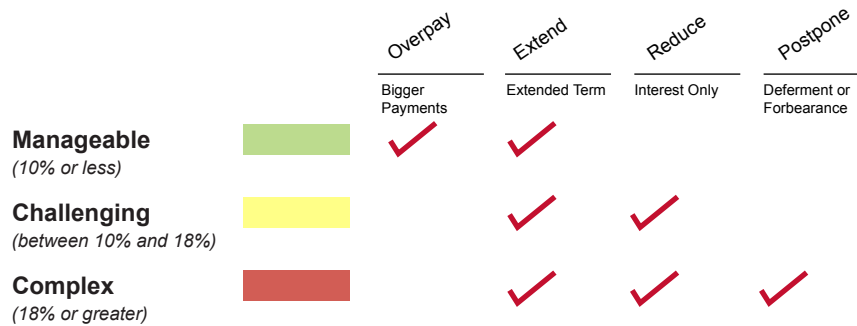 Overpay
Extend
Reduce
Postpone
Bigger
Payments
Extended Term
Interest Only
Deferment or
Forbearance
Manageable
(10% or less)
Challenging
(between 10% and 18%)
Complex
(18% or greater)